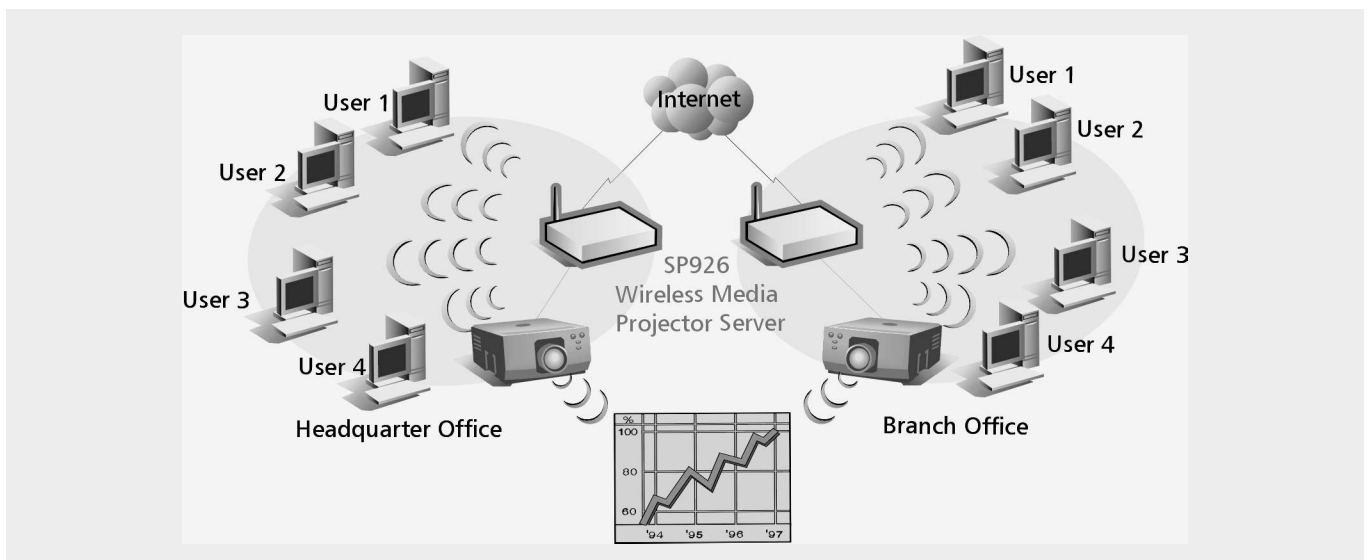 Internet
User 1
User 2
User 3
User 4
Headquarter Office
SP926
Wireless Media
Projector Server
User 1
User 2
User 3
User 4
Branch Office
%
100
80
60
'94 '95 '96 '97